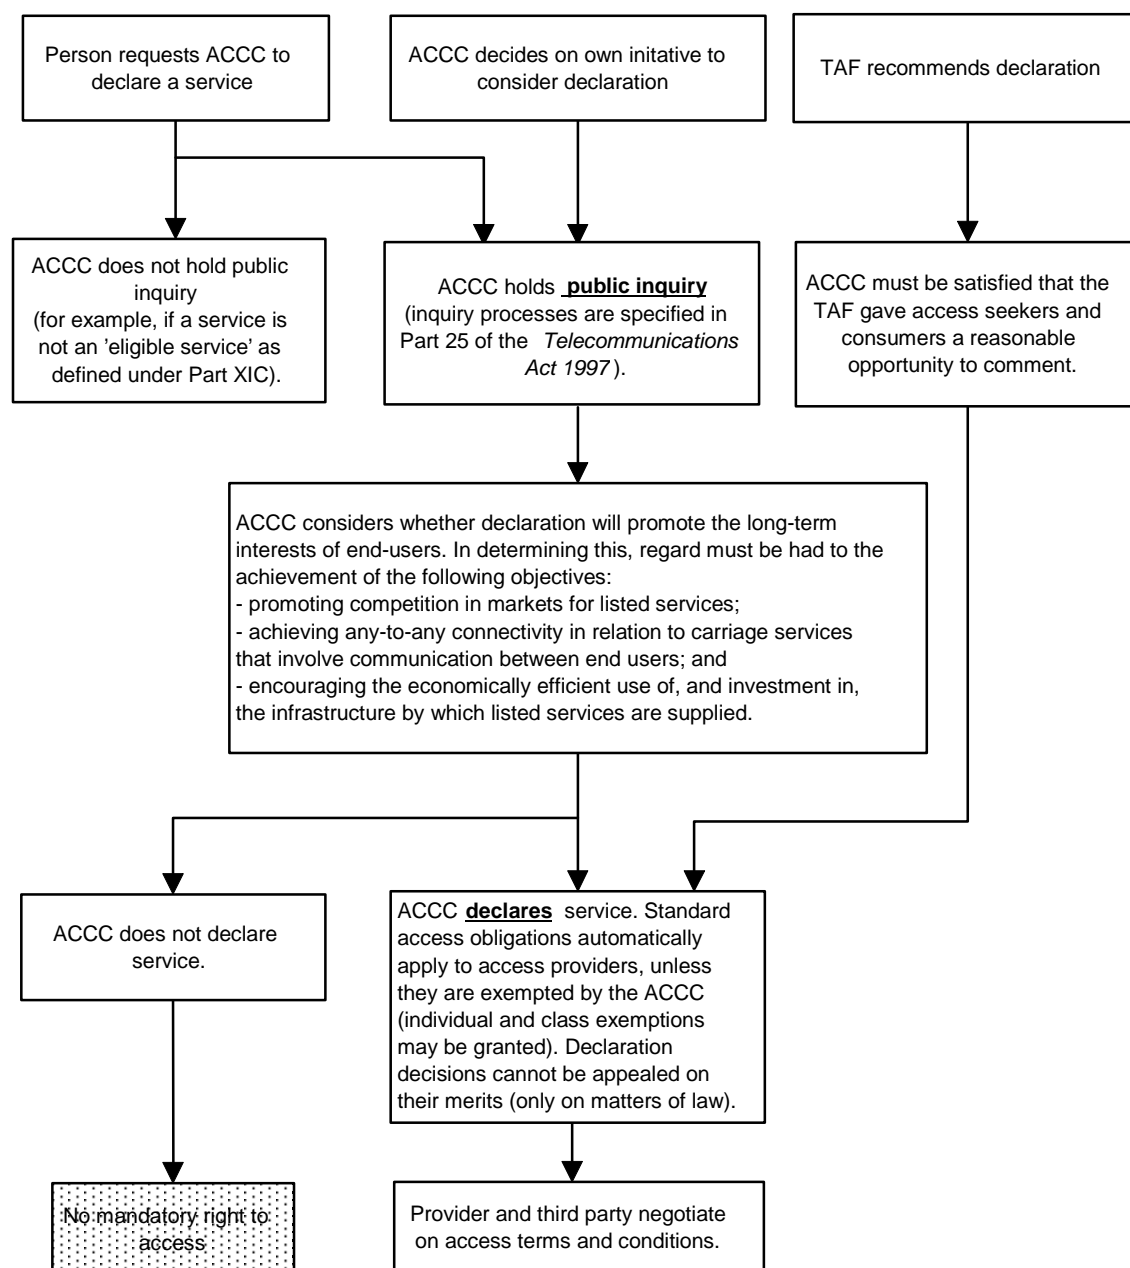 Person requests ACCC to
declare a service
ACCC decides on own initative to
consider declaration
TAF recommends declaration
ACCC does not hold public
inquiry
(for example, if a service is
not an ’eligible service’ as
defined under Part XIC).
ACCC holds public inquiry
(inquiry processes are specified in
Part 25 of the Telecommunications
Act 1997).
ACCC must be satisfied that the
TAF gave access seekers and
consumers a reasonable
opportunity to comment.
ACCC considers whether declaration will promote the long-term
interests of end-users. In determining this, regard must be had to the
achievement of the following objectives:
- promoting competition in markets for listed services;
- achieving any-to-any connectivity in relation to carriage services
that involve communication between end users; and
- encouraging the economically efficient use of, and investment in,
the infrastructure by which listed services are supplied.
ACCC does not declare
service.
ACCC declares service. Standard
access obligations automatically
apply to access providers, unless
they are exempted by the ACCC
(individual and class exemptions
may be granted). Declaration
decisions cannot be appealed on
their merits (only on matters of law).
No mandatory right to
access
Provider and third party negotiate
on access terms and conditions.